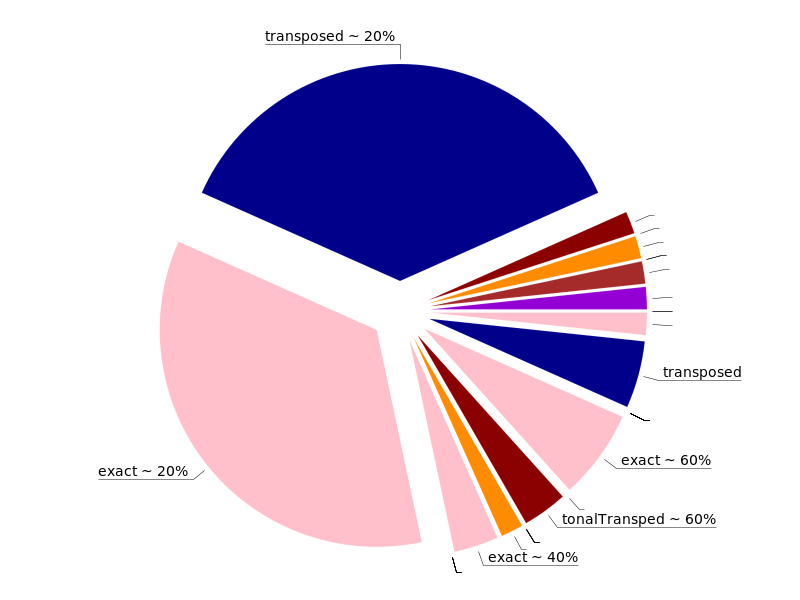 transposed ~ 20%
transposed
exact ~ 60%
exact ~ 20%
tonalTransped ~ 60%
exact ~ 40%